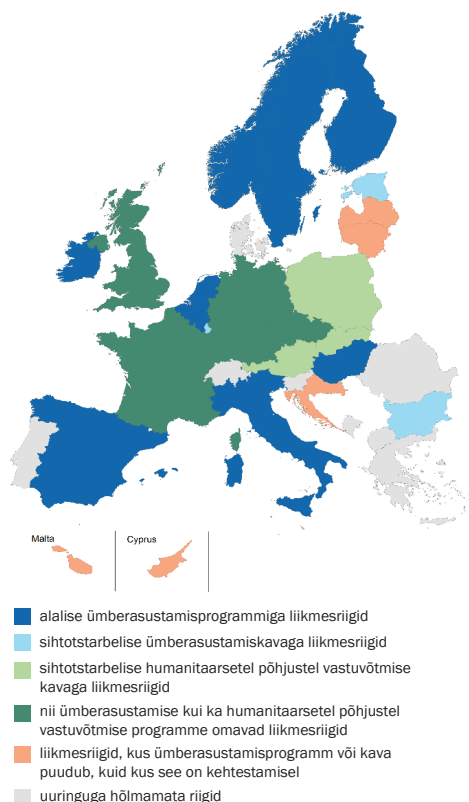 Malta
Cyprus
alalise ümberasustamisprogrammiga liikmesriigid
sihtotstarbelise ümberasustamiskavaga liikmesriigid
sihtotstarbelise humanitaarsetel põhjustel vastuvõtmise
kavaga liikmesriigid
nii ümberasustamise kui ka humanitaarsetel põhjustel
vastuvõtmise programme omavad liikmesriigid
liikmesriigid, kus ümberasustamisprogramm või kava
puudub, kuid kus see on kehtestamisel
uuringuga hõlmamata riigid